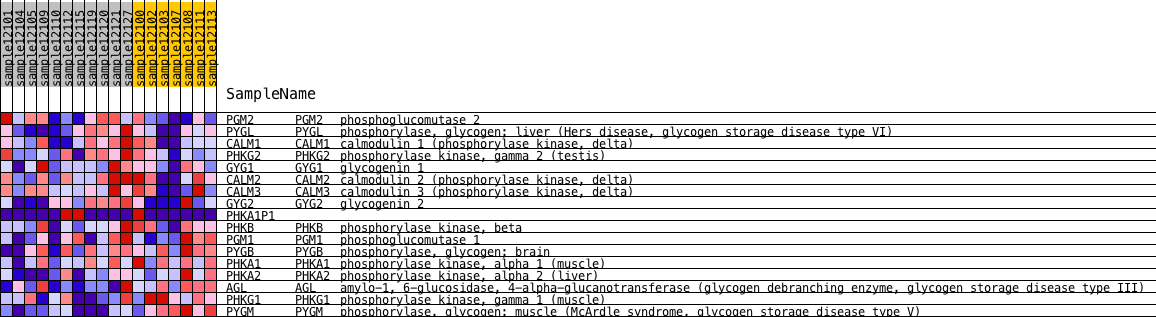 sample12101
sample12104
sample12105
sample12109
sample12110
sample12112
sample12115
sample12119
sample12120
sample12121
sample12127
sample12100
sample12102
sample12103
sample12107
sample12108
sample12111
sample12113
SampleName
PGM2 PGM2 phosphoglucomutase 2
PYGL PYGL phosphorylase, glycogen; liver (Hers disease, glycogen storage disease type VI)
CALM1 CALM1 calmodulin 1 (phosphorylase kinase, delta)
PHKG2 PHKG2 phosphorylase kinase, gamma 2 (testis)
GYG1 GYG1 glycogenin 1
CALM2 CALM2 calmodulin 2 (phosphorylase kinase, delta)
CALM3 CALM3 calmodulin 3 (phosphorylase kinase, delta)
GYG2 GYG2 glycogenin 2
PHKA1P1
PHKB PHKB phosphorylase kinase, beta
PGM1 PGM1 phosphoglucomutase 1
PYGB PYGB phosphorylase, glycogen; brain
PHKA1 PHKA1 phosphorylase kinase, alpha 1 (muscle)
PHKA2 PHKA2 phosphorylase kinase, alpha 2 (liver)
AGL AGL amylo-1, 6-glucosidase, 4-alpha-glucanotransferase (glycogen debranching enzyme, glycogen storage disease type III)
PHKG1 PHKG1 phosphorylase kinase, gamma 1 (muscle)
PYGM PYGM phosphorylase, glycogen; muscle (McArdle syndrome, glycogen storage disease type V)